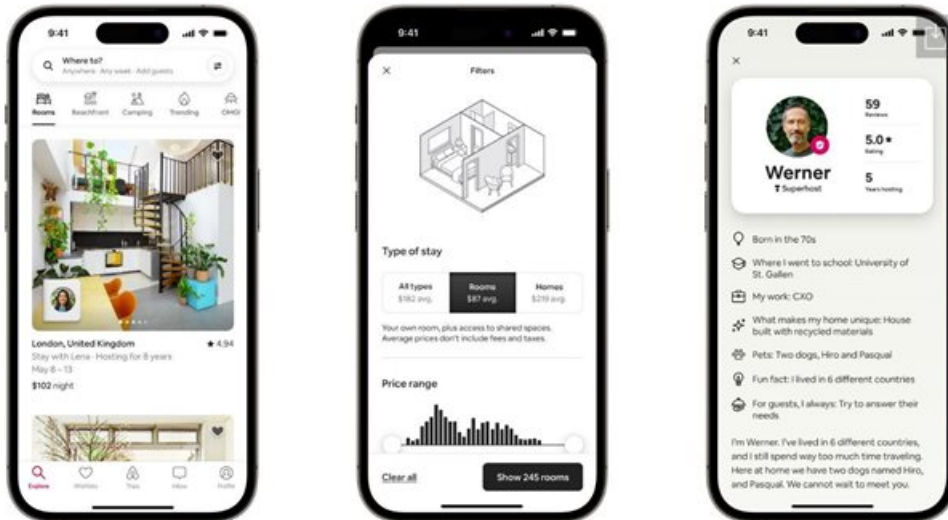 9:41
Where to?
Anywhere · Any week · Add guests
Rooms
Beachfront
Camping
Trending
OMG!
London, United Kingdom
★ 4.94
Stay with Lena · Hosting for 8 years
May 8 – 13
$102 night
Explore
Wishlists
Trips
Inbox
Profile
9:41
Filters
Type of stay
All types
$182 avg.
Rooms
$87 avg.
Homes
$219 avg.
Your own room, plus access to shared spaces.
Average prices don't include fees and taxes.
Price range
Clear all
Show 245 rooms
9:41
59
Reviews
5.0★
Rating
5
Years hosting
Werner
Superhost
Born in the 70s
Where I went to school: University of
St. Gallen
My work: CXO
What makes my home unique: House
built with recycled materials
Pets: Two dogs, Hiro and Pasqual
Fun fact: I lived in 6 different countries
For guests, I always: Try to answer their
needs
I'm Werner. I've lived in 6 different countries,
and I still spend way too much time traveling.
Here at home we have two dogs named Hiro,
and Pasqual. We cannot wait to meet you.